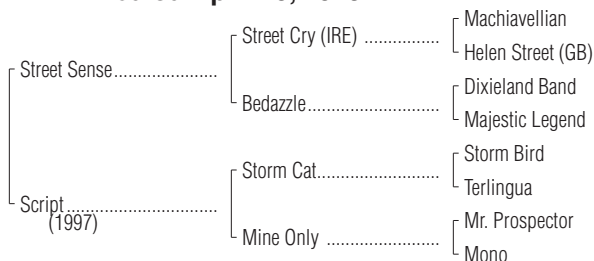 Street Cry (IRE) ..................
Machiavellian
Helen Street (GB)
Street Sense.........................
Bedazzle................................
Dixieland Band
Majestic Legend
Storm Cat..............................
Storm Bird
Terlingua
Script....................................
(1997)
Mine Only ...........................
Mr. Prospector
Mono